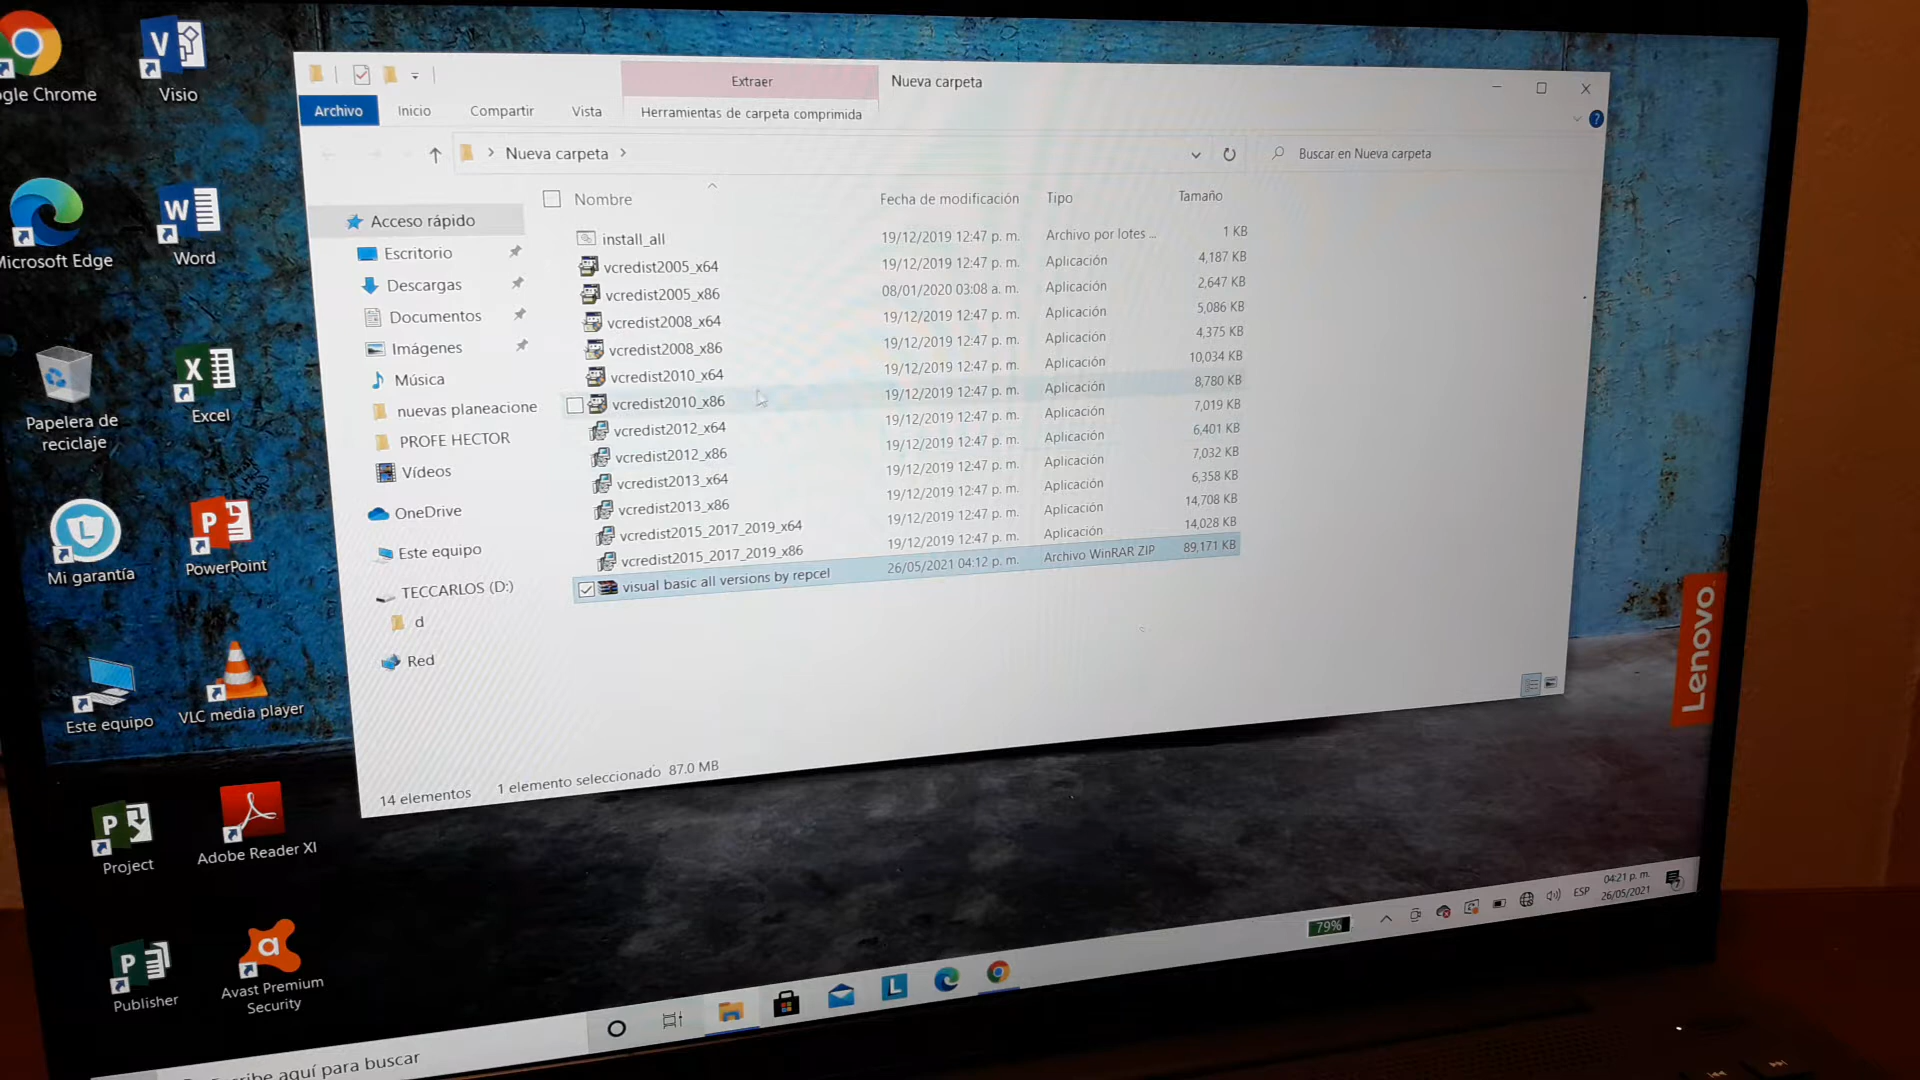 Extraer
Nueva carpeta
Archivo
Inicio
Compartir
Vista
Herramientas de carpeta comprimida
Nueva carpeta
Buscar en Nueva carpeta
Nombre
Fecha de modificación
Tipo
Tamaño
install_all 19/12/2019 12:47 p. m. Archivo por lotes ... 1 KB
vcredist2005_x64 19/12/2019 12:47 p. m. Aplicación 4,187 KB
vcredist2005_x86 08/01/2020 03:08 a. m. Aplicación 2,647 KB
vcredist2008_x64 19/12/2019 12:47 p. m. Aplicación 5,086 KB
vcredist2008_x86 19/12/2019 12:47 p. m. Aplicación 4,375 KB
vcredist2010_x64 19/12/2019 12:47 p. m. Aplicación 10,034 KB
vcredist2010_x86 19/12/2019 12:47 p. m. Aplicación 8,780 KB
vcredist2012_x64 19/12/2019 12:47 p. m. Aplicación 7,019 KB
vcredist2012_x86 19/12/2019 12:47 p. m. Aplicación 6,401 KB
vcredist2013_x64 19/12/2019 12:47 p. m. Aplicación 7,032 KB
vcredist2013_x86 19/12/2019 12:47 p. m. Aplicación 6,358 KB
vcredist2015_2017_2019_x64 19/12/2019 12:47 p. m. Aplicación 14,708 KB
vcredist2015_2017_2019_x86 19/12/2019 12:47 p. m. Aplicación 14,028 KB
visual basic all versions by repcel 26/05/2021 04:12 p. m. Archivo WinRAR ZIP 89,171 KB
Acceso rápido
Escritorio
Descargas
Documentos
Imágenes
Música
nuevas planeacione
PROFE HECTOR
Vídeos
OneDrive
Este equipo
TECCARLOS (D:)
d
Red
14 elementos
1 elemento seleccionado 87.0 MB
gle Chrome
Visio
Microsoft Edge
Word
Papelera de
reciclaje
Excel
Mi garantía
PowerPoint
Este equipo
VLC media player
Project
Adobe Reader XI
Publisher
Avast Premium
Security
Lenovo
79%
ESP
04:21 p. m.
26/05/2021
7
aquí para buscar